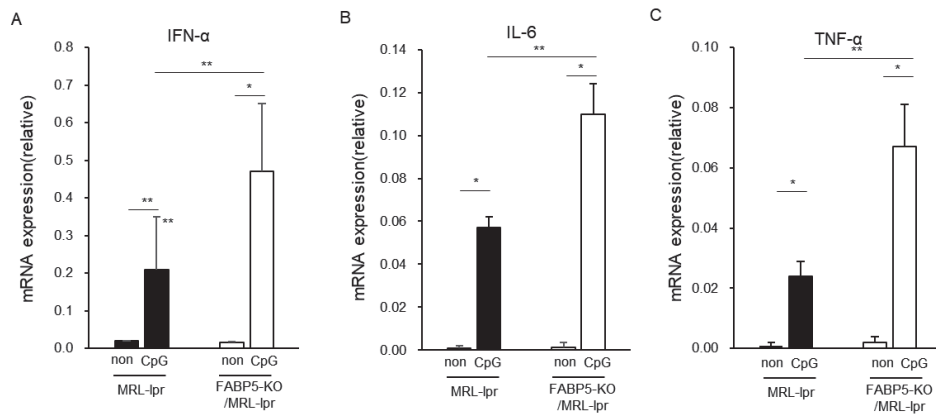 A
IFN-α
mRNA expression(relative)
0.8
0.7
0.6
0.5
0.4
0.3
0.2
0.1
0.0
**
**
**
*
non CpG
non CpG
MRL-lpr
FABP5-KO
/MRL-lpr
B
IL-6
mRNA expression(relative)
0.14
0.12
0.10
0.08
0.06
0.04
0.02
0.00
**
*
*
non CpG
non CpG
MRL-lpr
FABP5-KO
/MRL-lpr
C
TNF-α
mRNA expression(relative)
0.10
0.08
0.06
0.04
0.02
0.00
**
*
*
non CpG
non CpG
MRL-lpr
FABP5-KO
/MRL-lpr